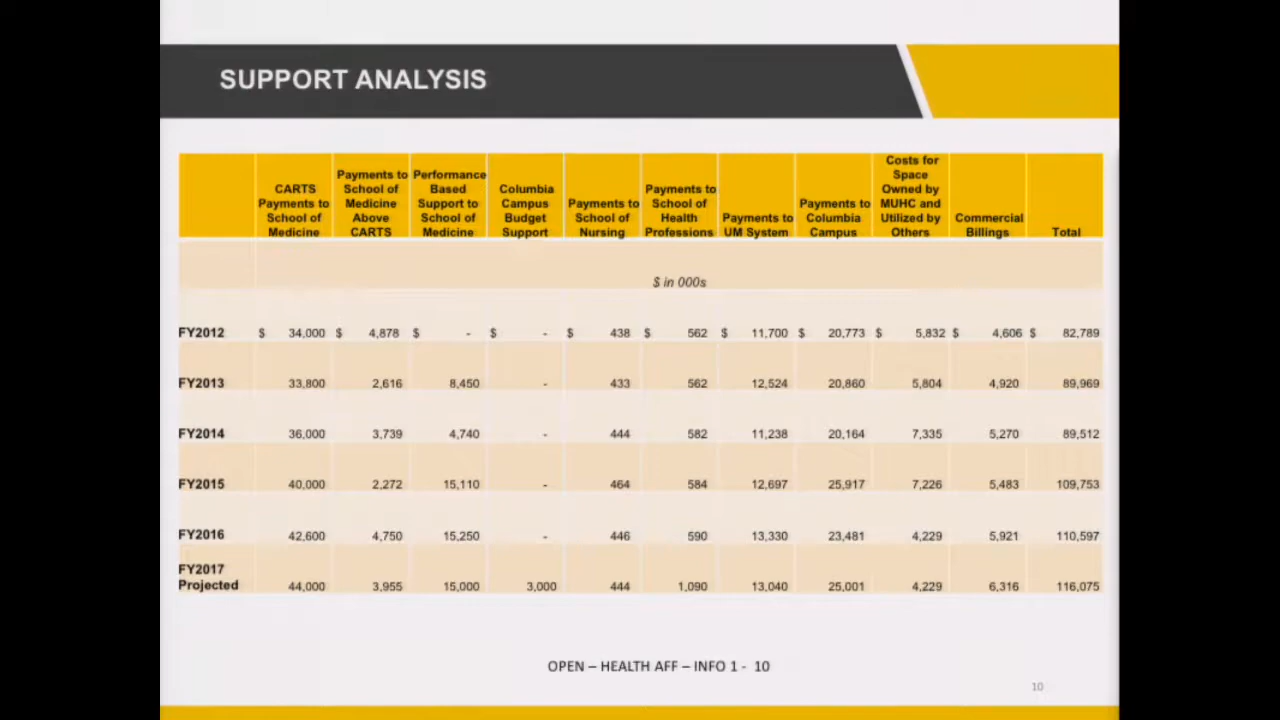 SUPPORT ANALYSIS
CARTS Payments to School of Medicine | Payments to School of Medicine Above CARTS | Performance Based Support to School of Medicine | Columbia Campus Budget Support | Payments to School of Nursing | Payments to School of Health Professions | Payments to UM System | Payments to Columbia Campus | Costs for Space Owned by MUHC and Utilized by Others | Commercial Billings | Total
$ in 000s
FY2012 $ 34,000 $ 4,878 $ - $ - $ 438 $ 562 $ 11,700 $ 20,773 $ 5,832 $ 4,606 $ 82,789
FY2013 33,800 2,616 8,450 - 433 562 12,524 20,860 5,804 4,920 89,969
FY2014 36,000 3,739 4,740 - 444 582 11,238 20,164 7,335 5,270 89,512
FY2015 40,000 2,272 15,110 - 464 584 12,697 25,917 7,226 5,483 109,753
FY2016 42,600 4,750 15,250 - 446 590 13,330 23,481 4,229 5,921 110,597
FY2017
Projected 44,000 3,955 15,000 3,000 444 1,090 13,040 25,001 4,229 6,316 116,075
OPEN – HEALTH AFF – INFO 1 - 10
10